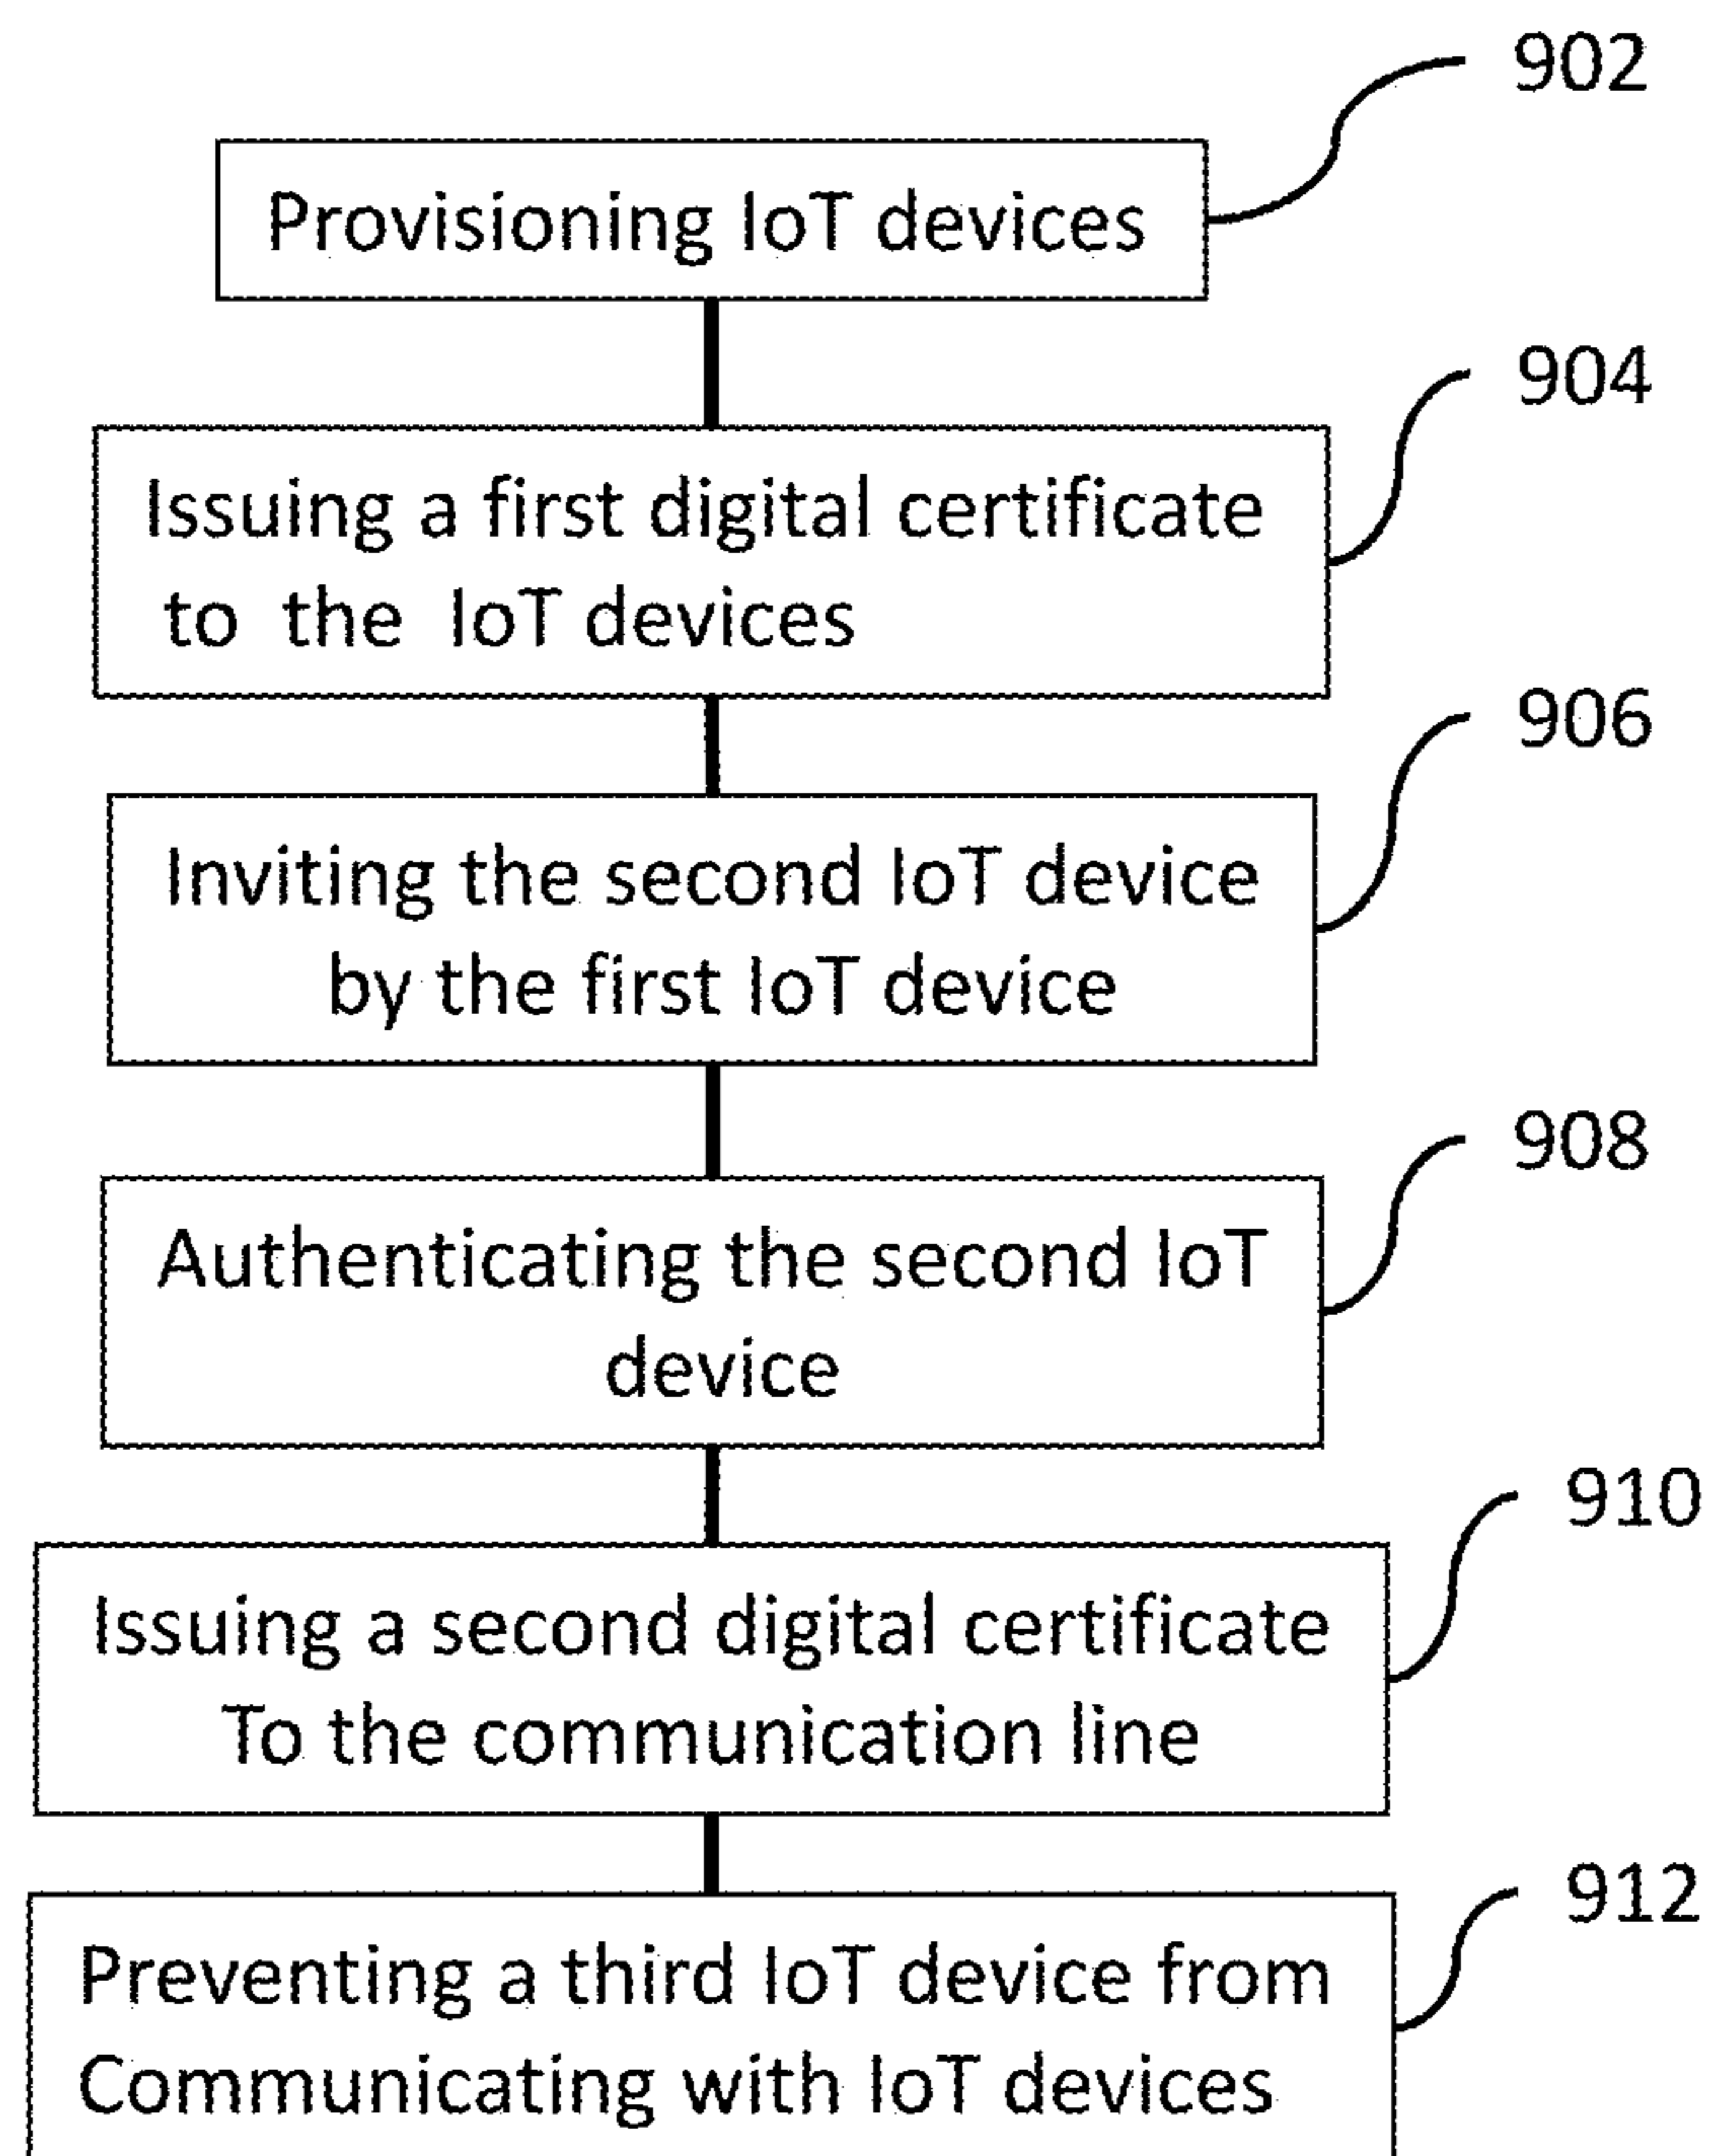 902
Provisioning IoT devices
904
Issuing a first digital certificate
to the IoT devices
906
Inviting the second IoT device
by the first IoT device
908
Authenticating the second IoT
device
910
Issuing a second digital certificate
To the communication line
912
Preventing a third IoT device from
Communicating with IoT devices